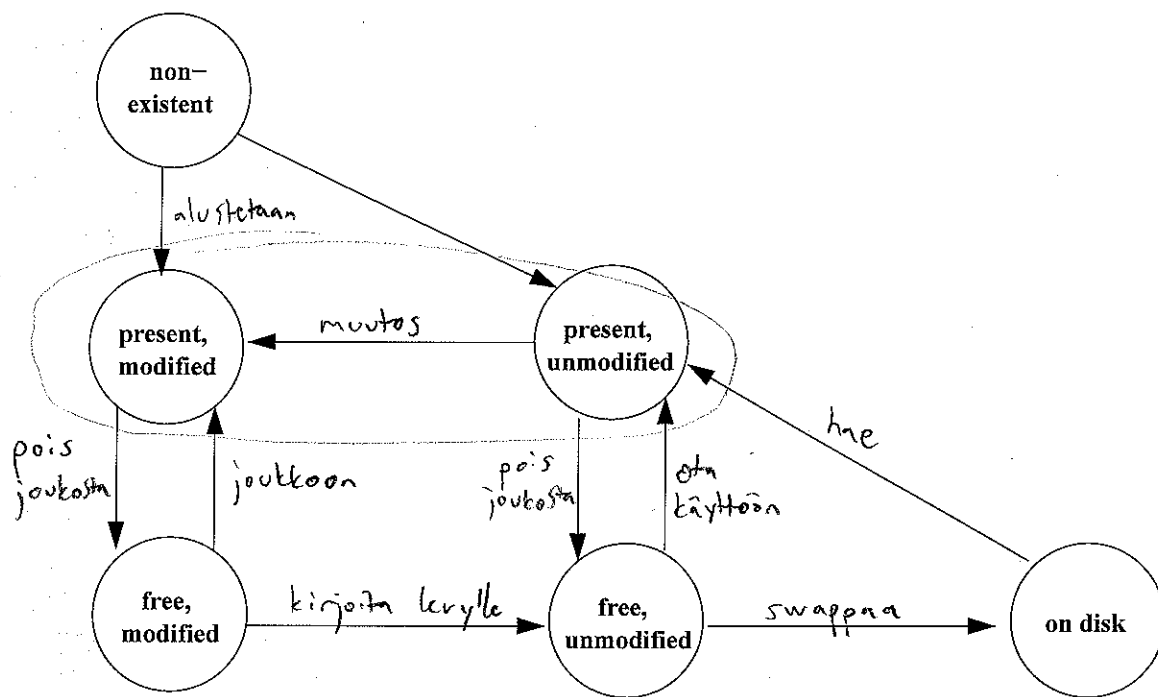 non-
existent
alustetaan
present,
modified
muutos
present,
unmodified
hae
pois
joukosta
joukkoon
pois
joukosta
ota
käyttöön
free,
modified
kirjoita levylle
free,
unmodified
swappaa
on disk